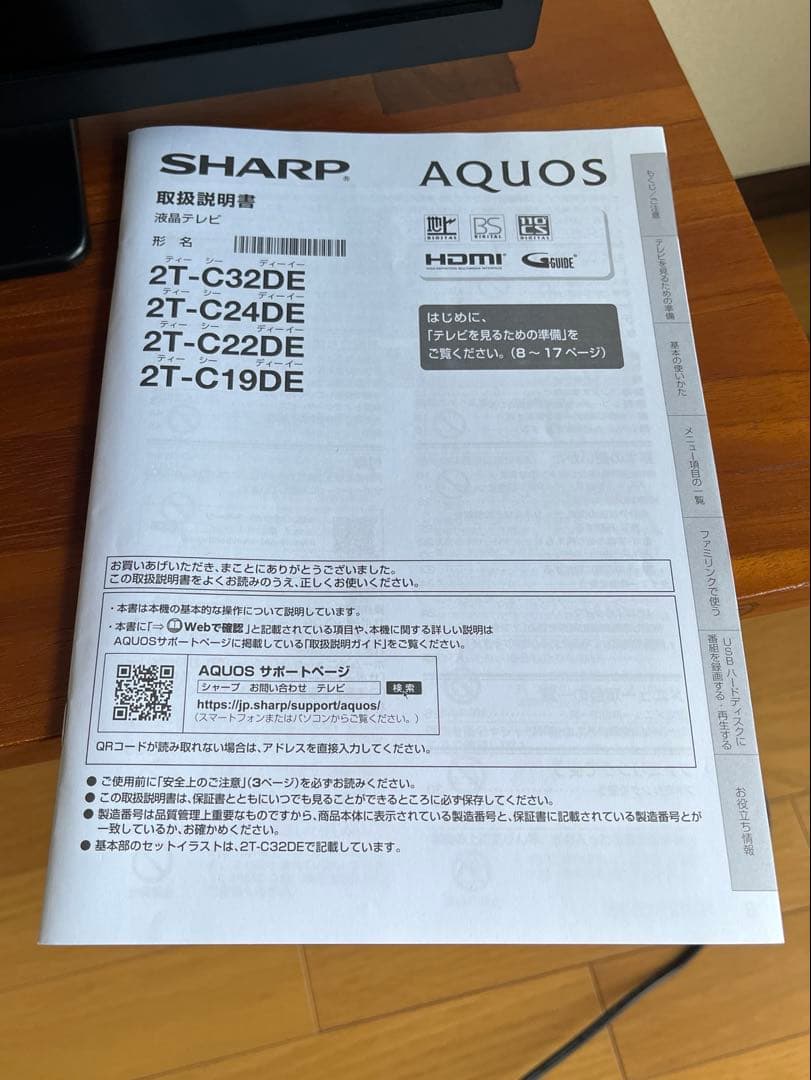 SHARP®
AQUOS
取扱説明書
液晶テレビ
形 名
ティー シー ディーイー
2T-C32DE
ティー シー ディーイー
2T-C24DE
ティー シー ディーイー
2T-C22DE
ティー シー ディーイー
2T-C19DE
地上 DIGITAL
BS DIGITAL
110 CS DIGITAL
HDMI
HIGH-DEFINITION MULTIMEDIA INTERFACE
G-GUIDE
はじめに、
「テレビを見るための準備」を
ご覧ください。（8 ～ 17 ページ）
もくじ／ご注意
テレビを見るための準備
基本の使いかた
メニュー項目の一覧
ファミリンクで使う
USBハードディスクに
番組を録画する・再生する
お役立ち情報
お買いあげいただき、まことにありがとうございました。
この取扱説明書をよくお読みのうえ、正しくお使いください。
・本書は本機の基本的な操作について説明しています。
・本書に「⇒ Webで確認」と記載されている項目や、本機に関する詳しい説明は
AQUOSサポートページに掲載している「取扱説明ガイド」をご覧ください。
AQUOS サポートページ
シャープ お問い合わせ テレビ 検索
https://jp.sharp/support/aquos/
（スマートフォンまたはパソコンからご覧ください。）
QRコードが読み取れない場合は、アドレスを直接入力してください。
● ご使用前に「安全上のご注意」（3ページ）を必ずお読みください。
● この取扱説明書は、保証書とともにいつでも見ることができるところに必ず保存してください。
● 製造番号は品質管理上重要なものですから、商品本体に表示されている製造番号と、保証書に記載されている製造番号とが
一致しているか、お確かめください。
● 基本部のセットイラストは、2T-C32DEで記載しています。